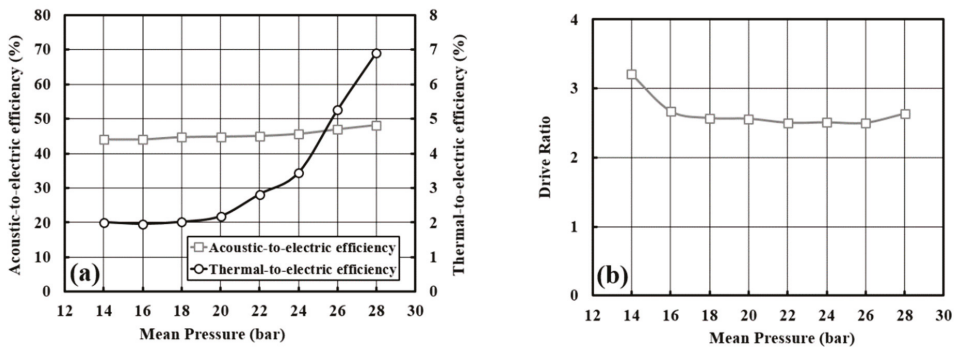 80
70
60
50
40
30
20
10
0
Acoustic-to-electric efficiency (%)
8
7
6
5
4
3
2
1
0
Thermal-to-electric efficiency (%)
Acoustic-to-electric efficiency
Thermal-to-electric efficiency
(a)
12 14 16 18 20 22 24 26 28 30
Mean Pressure (bar)
4
3
2
1
0
Drive Ratio
(b)
12 14 16 18 20 22 24 26 28 30
Mean Pressure (bar)